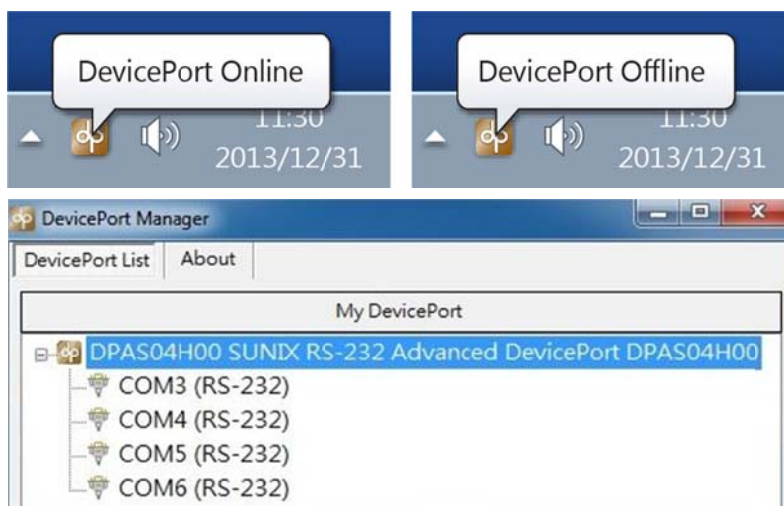 DevicePort Online
11:30
2013/12/31
DevicePort Offline
11:30
2013/12/31
DevicePort Manager
DevicePort List About
My DevicePort
DPAS04H00 SUNIX RS-232 Advanced DevicePort DPAS04H00
COM3 (RS-232)
COM4 (RS-232)
COM5 (RS-232)
COM6 (RS-232)